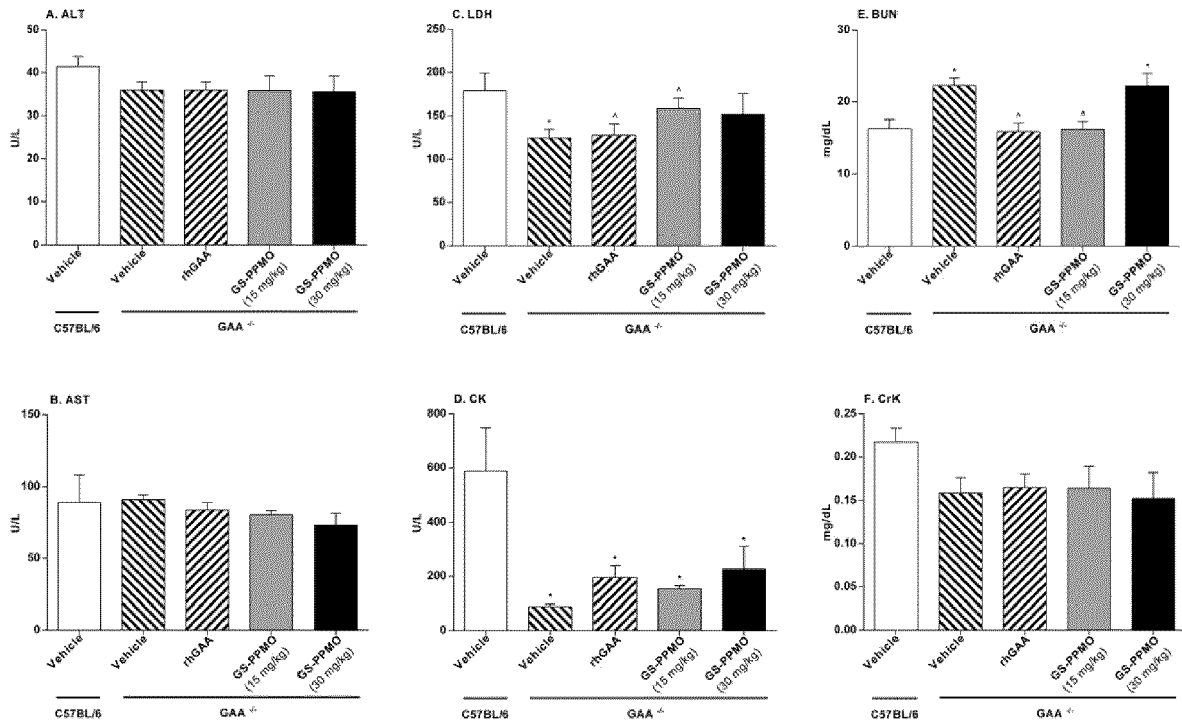 A. ALT
50
40
30
20
10
0
U/L
Vehicle
Vehicle
rhGAA
GS-PPMO
(15 mg/kg)
GS-PPMO
(30 mg/kg)
C57BL/6
GAA -/-
C. LDH
250
200
150
100
50
0
U/L
*
^
^
Vehicle
Vehicle
rhGAA
GS-PPMO
(15 mg/kg)
GS-PPMO
(30 mg/kg)
C57BL/6
GAA -/-
E. BUN
30
20
10
0
mg/dL
*
^
^
*
Vehicle
Vehicle
rhGAA
GS-PPMO
(15 mg/kg)
GS-PPMO
(30 mg/kg)
C57BL/6
GAA -/-
B. AST
150
100
50
0
U/L
Vehicle
Vehicle
rhGAA
GS-PPMO
(15 mg/kg)
GS-PPMO
(30 mg/kg)
C57BL/6
GAA -/-
D. CK
800
600
400
200
0
U/L
*
*
*
*
Vehicle
Vehicle
rhGAA
GS-PPMO
(15 mg/kg)
GS-PPMO
(30 mg/kg)
C57BL/6
GAA -/-
F. CrK
0.25
0.20
0.15
0.10
0.05
0.00
mg/dL
Vehicle
Vehicle
rhGAA
GS-PPMO
(15 mg/kg)
GS-PPMO
(30 mg/kg)
C57BL/6
GAA -/-